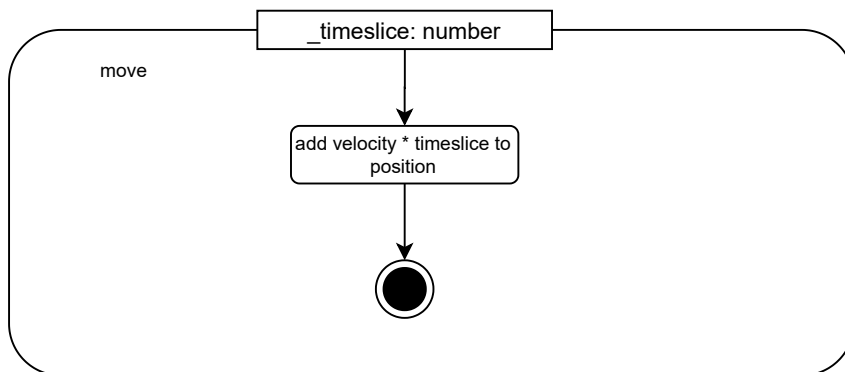 _timeslice: number
move
add velocity * timeslice to
position